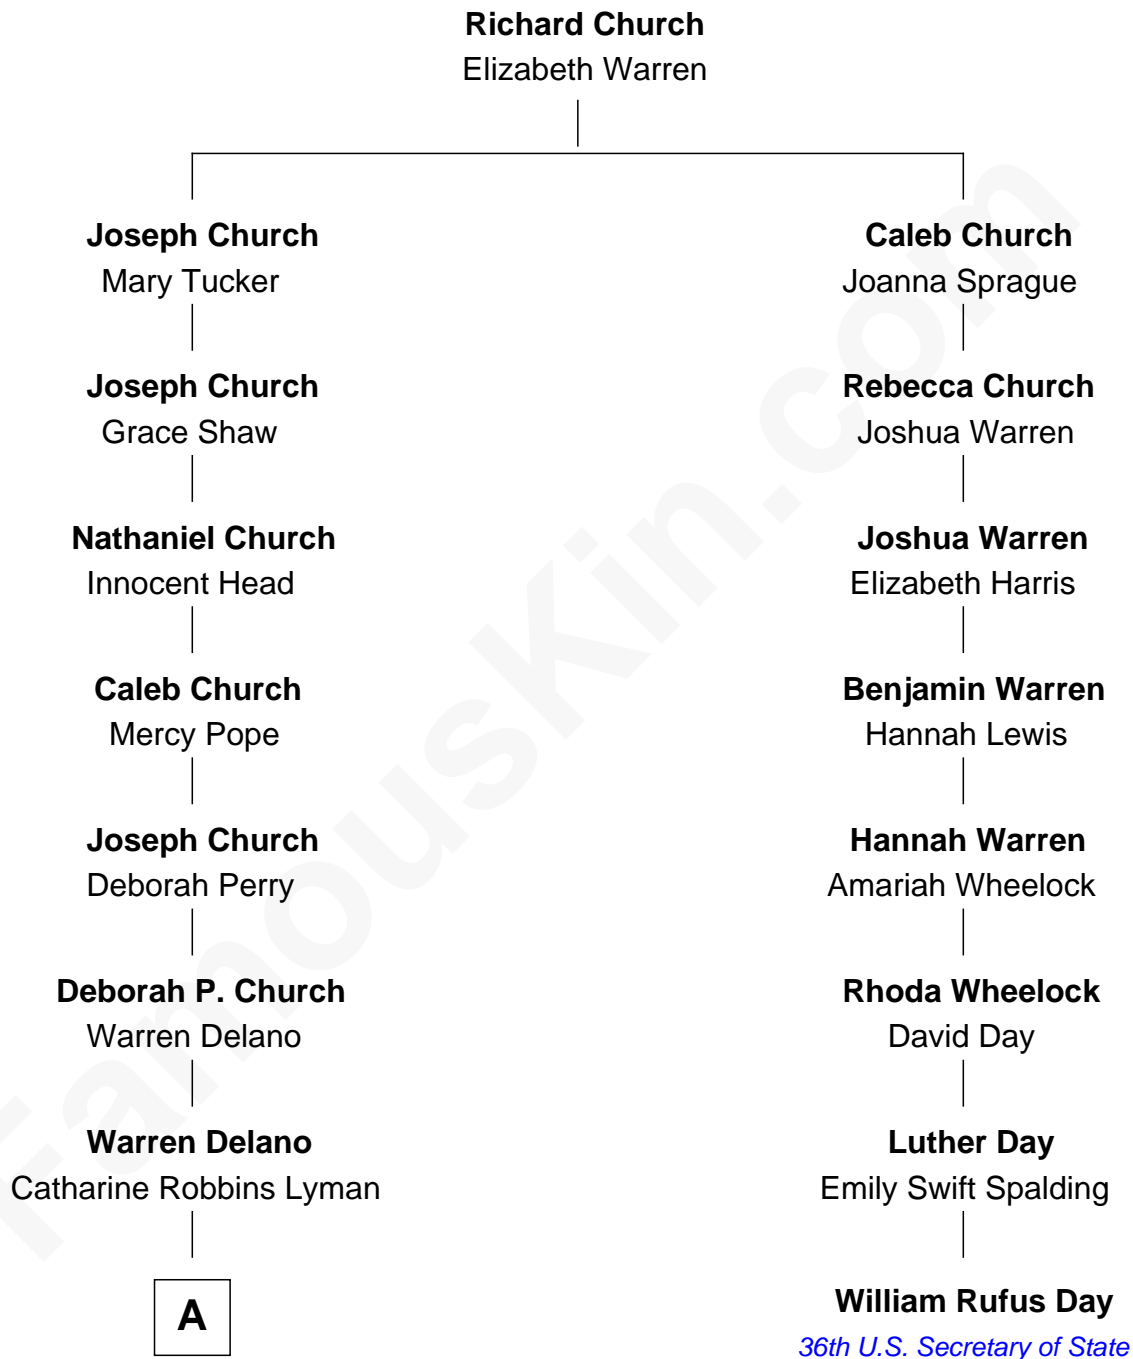 Richard Church
Elizabeth Warren
Joseph Church
Mary Tucker
Caleb Church
Joanna Sprague
Joseph Church
Grace Shaw
Rebecca Church
Joshua Warren
Nathaniel Church
Innocent Head
Joshua Warren
Elizabeth Harris
Caleb Church
Mercy Pope
Benjamin Warren
Hannah Lewis
Joseph Church
Deborah Perry
Hannah Warren
Amariah Wheelock
Deborah P. Church
Warren Delano
Rhoda Wheelock
David Day
Warren Delano
Catharine Robbins Lyman
Luther Day
Emily Swift Spalding
A
William Rufus Day
36th U.S. Secretary of State
FamousKin.com